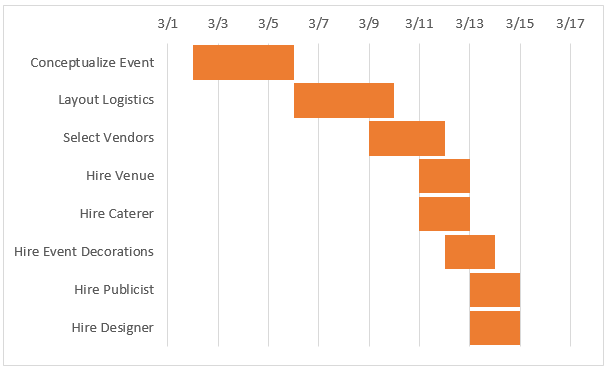 3/1 3/3 3/5 3/7 3/9 3/11 3/13 3/15 3/17
Conceptualize Event
Layout Logistics
Select Vendors
Hire Venue
Hire Caterer
Hire Event Decorations
Hire Publicist
Hire Designer